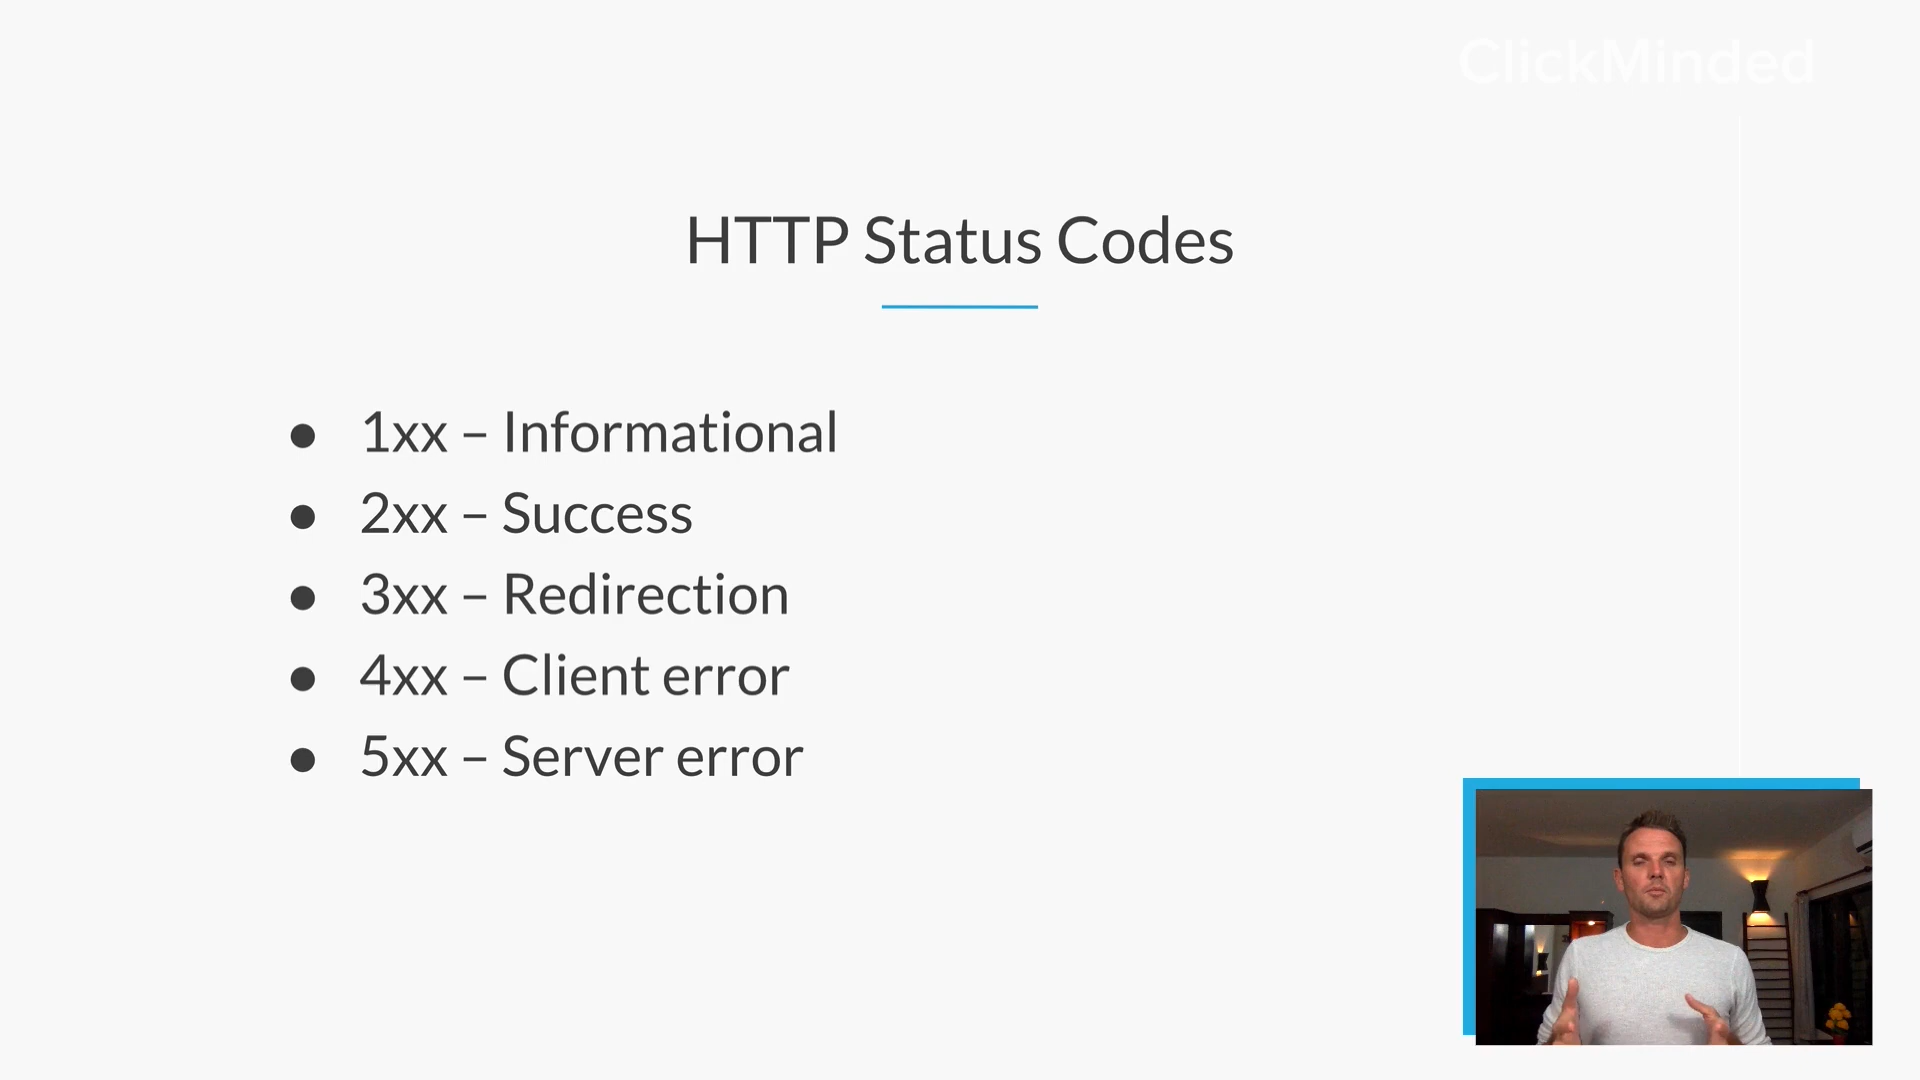 ClickMinded
HTTP Status Codes
● 1xx – Informational
● 2xx – Success
● 3xx – Redirection
● 4xx – Client error
● 5xx – Server error